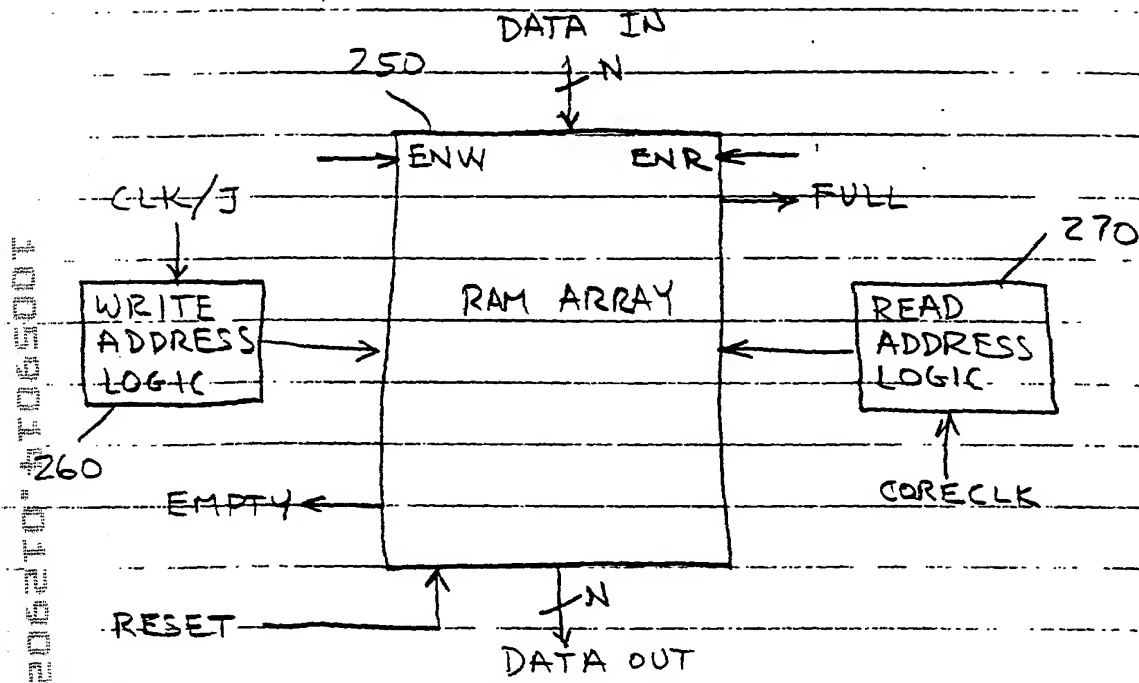 DATA IN
250
N
ENW
ENR
CLK/J
FULL
270
WRITE
ADDRESS
LOGIC
RAM ARRAY
READ
ADDRESS
LOGIC
260
EMPTY
CORECLK
RESET
N
DATA OUT